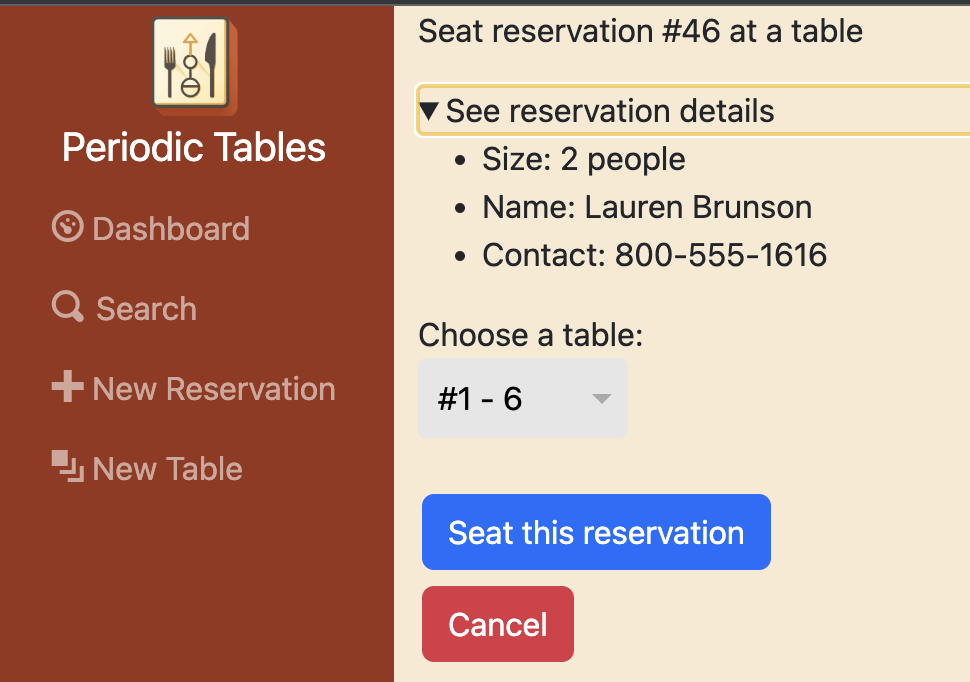 Periodic Tables
Dashboard
Search
New Reservation
New Table
Seat reservation #46 at a table
See reservation details
Size: 2 people
Name: Lauren Brunson
Contact: 800-555-1616
Choose a table:
#1 - 6
Seat this reservation
Cancel